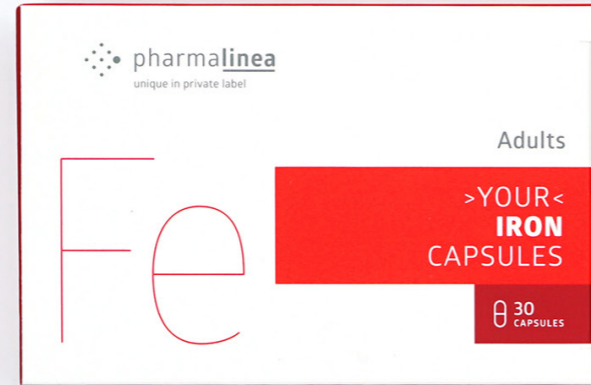 pharmalinea
unique in private label
Adults
Fe
>YOUR<
IRON
CAPSULES
30
CAPSULES